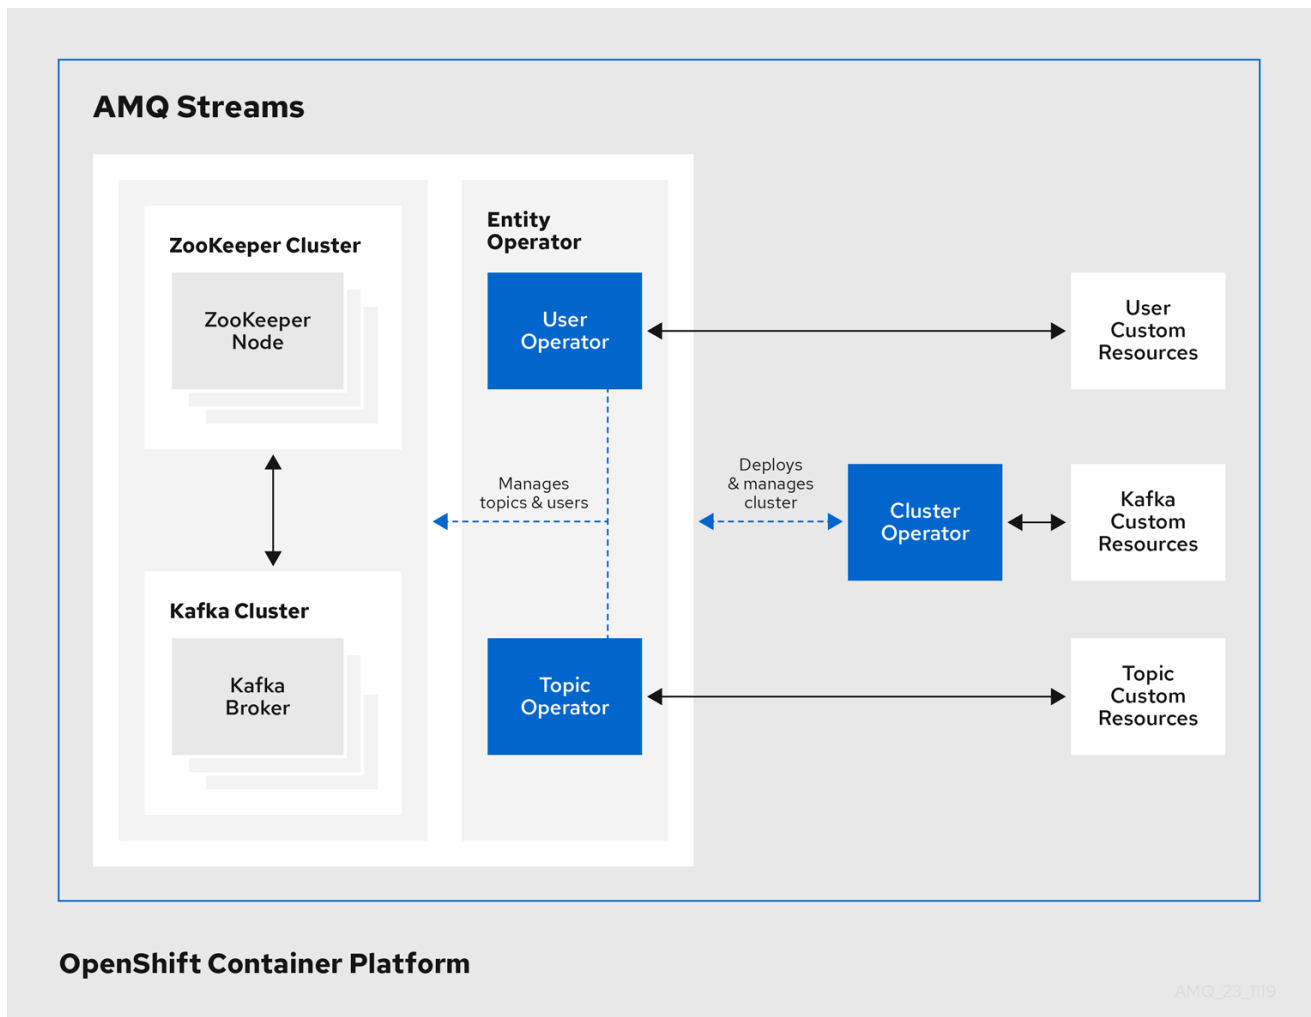 AMQ Streams
ZooKeeper Cluster
ZooKeeper
Node
Kafka Cluster
Kafka
Broker
Entity
Operator
User
Operator
Manages
topics & users
Topic
Operator
Deploys
& manages
cluster
Cluster
Operator
User
Custom
Resources
Kafka
Custom
Resources
Topic
Custom
Resources
OpenShift Container Platform
AMQ_23_1119